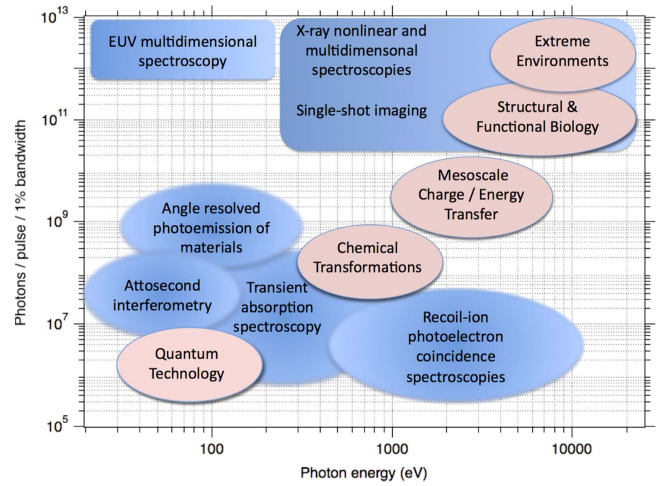 10^13
10^11
10^9
10^7
10^5
Photons / pulse / 1% bandwidth
EUV multidimensional
spectroscopy
X-ray nonlinear and
multidimensonal
spectroscopies
Single-shot imaging
Extreme
Environments
Structural &
Functional Biology
Mesoscale
Charge / Energy
Transfer
Angle resolved
photoemission of
materials
Chemical
Transformations
Attosecond
interferometry
Transient
absorption
spectroscopy
Recoil-ion
photoelectron
coincidence
spectroscopies
Quantum
Technology
100
1000
10000
Photon energy (eV)